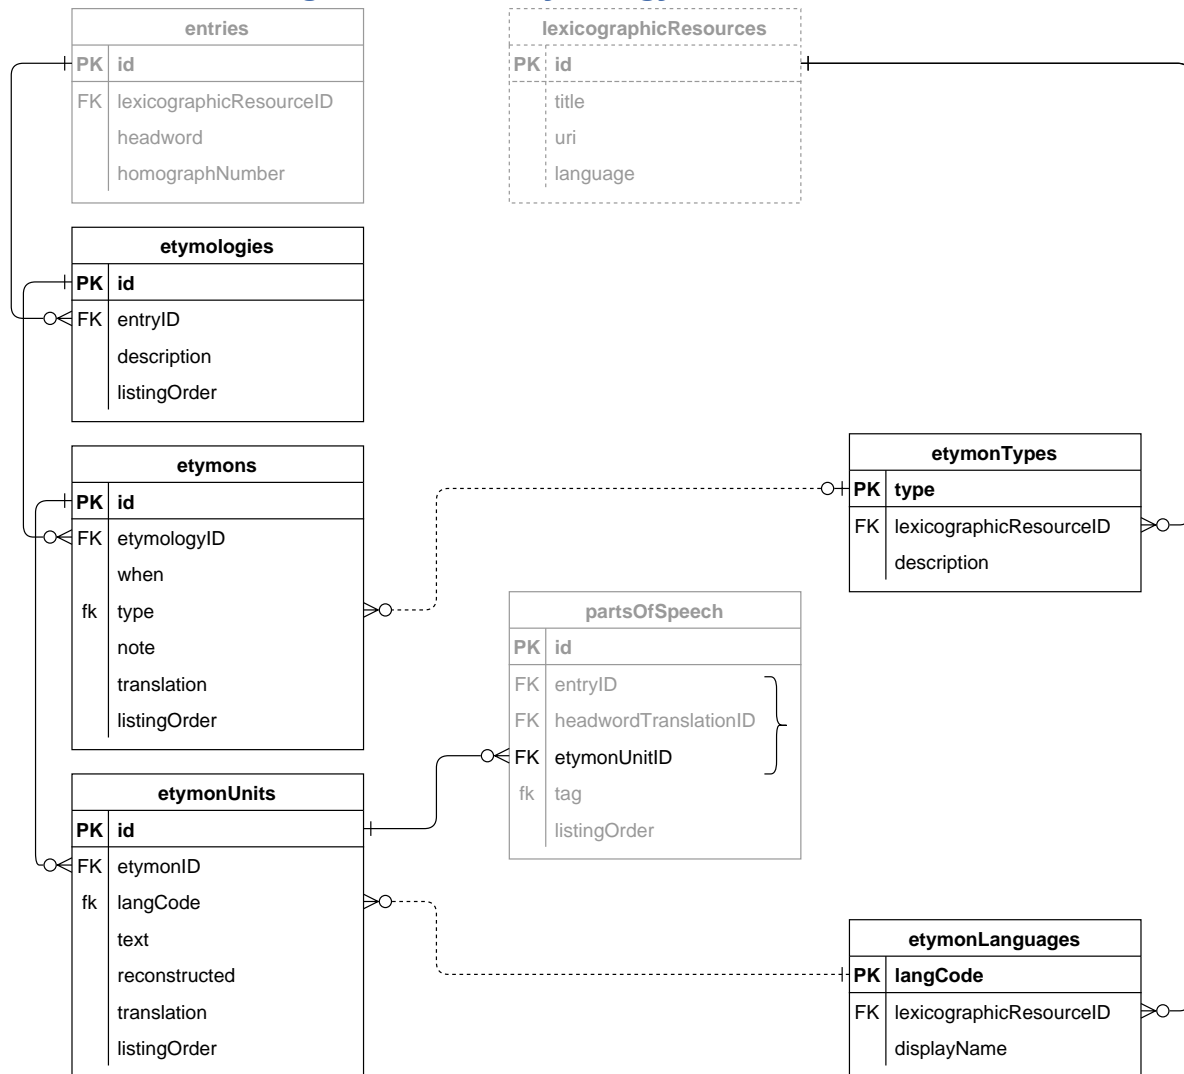 entries
PK id
FK lexicographicResourceID
headword
homographNumber
lexicographicResources
PK id
title
uri
language
etymologies
PK id
FK entryID
description
listingOrder
etymons
PK id
FK etymologyID
when
fk type
note
translation
listingOrder
etymonTypes
PK type
FK lexicographicResourceID
description
partsOfSpeech
PK id
FK entryID
FK headwordTranslationID
FK etymonUnitID
fk tag
listingOrder
etymonUnits
PK id
FK etymonID
fk langCode
text
reconstructed
translation
listingOrder
etymonLanguages
PK langCode
FK lexicographicResourceID
displayName